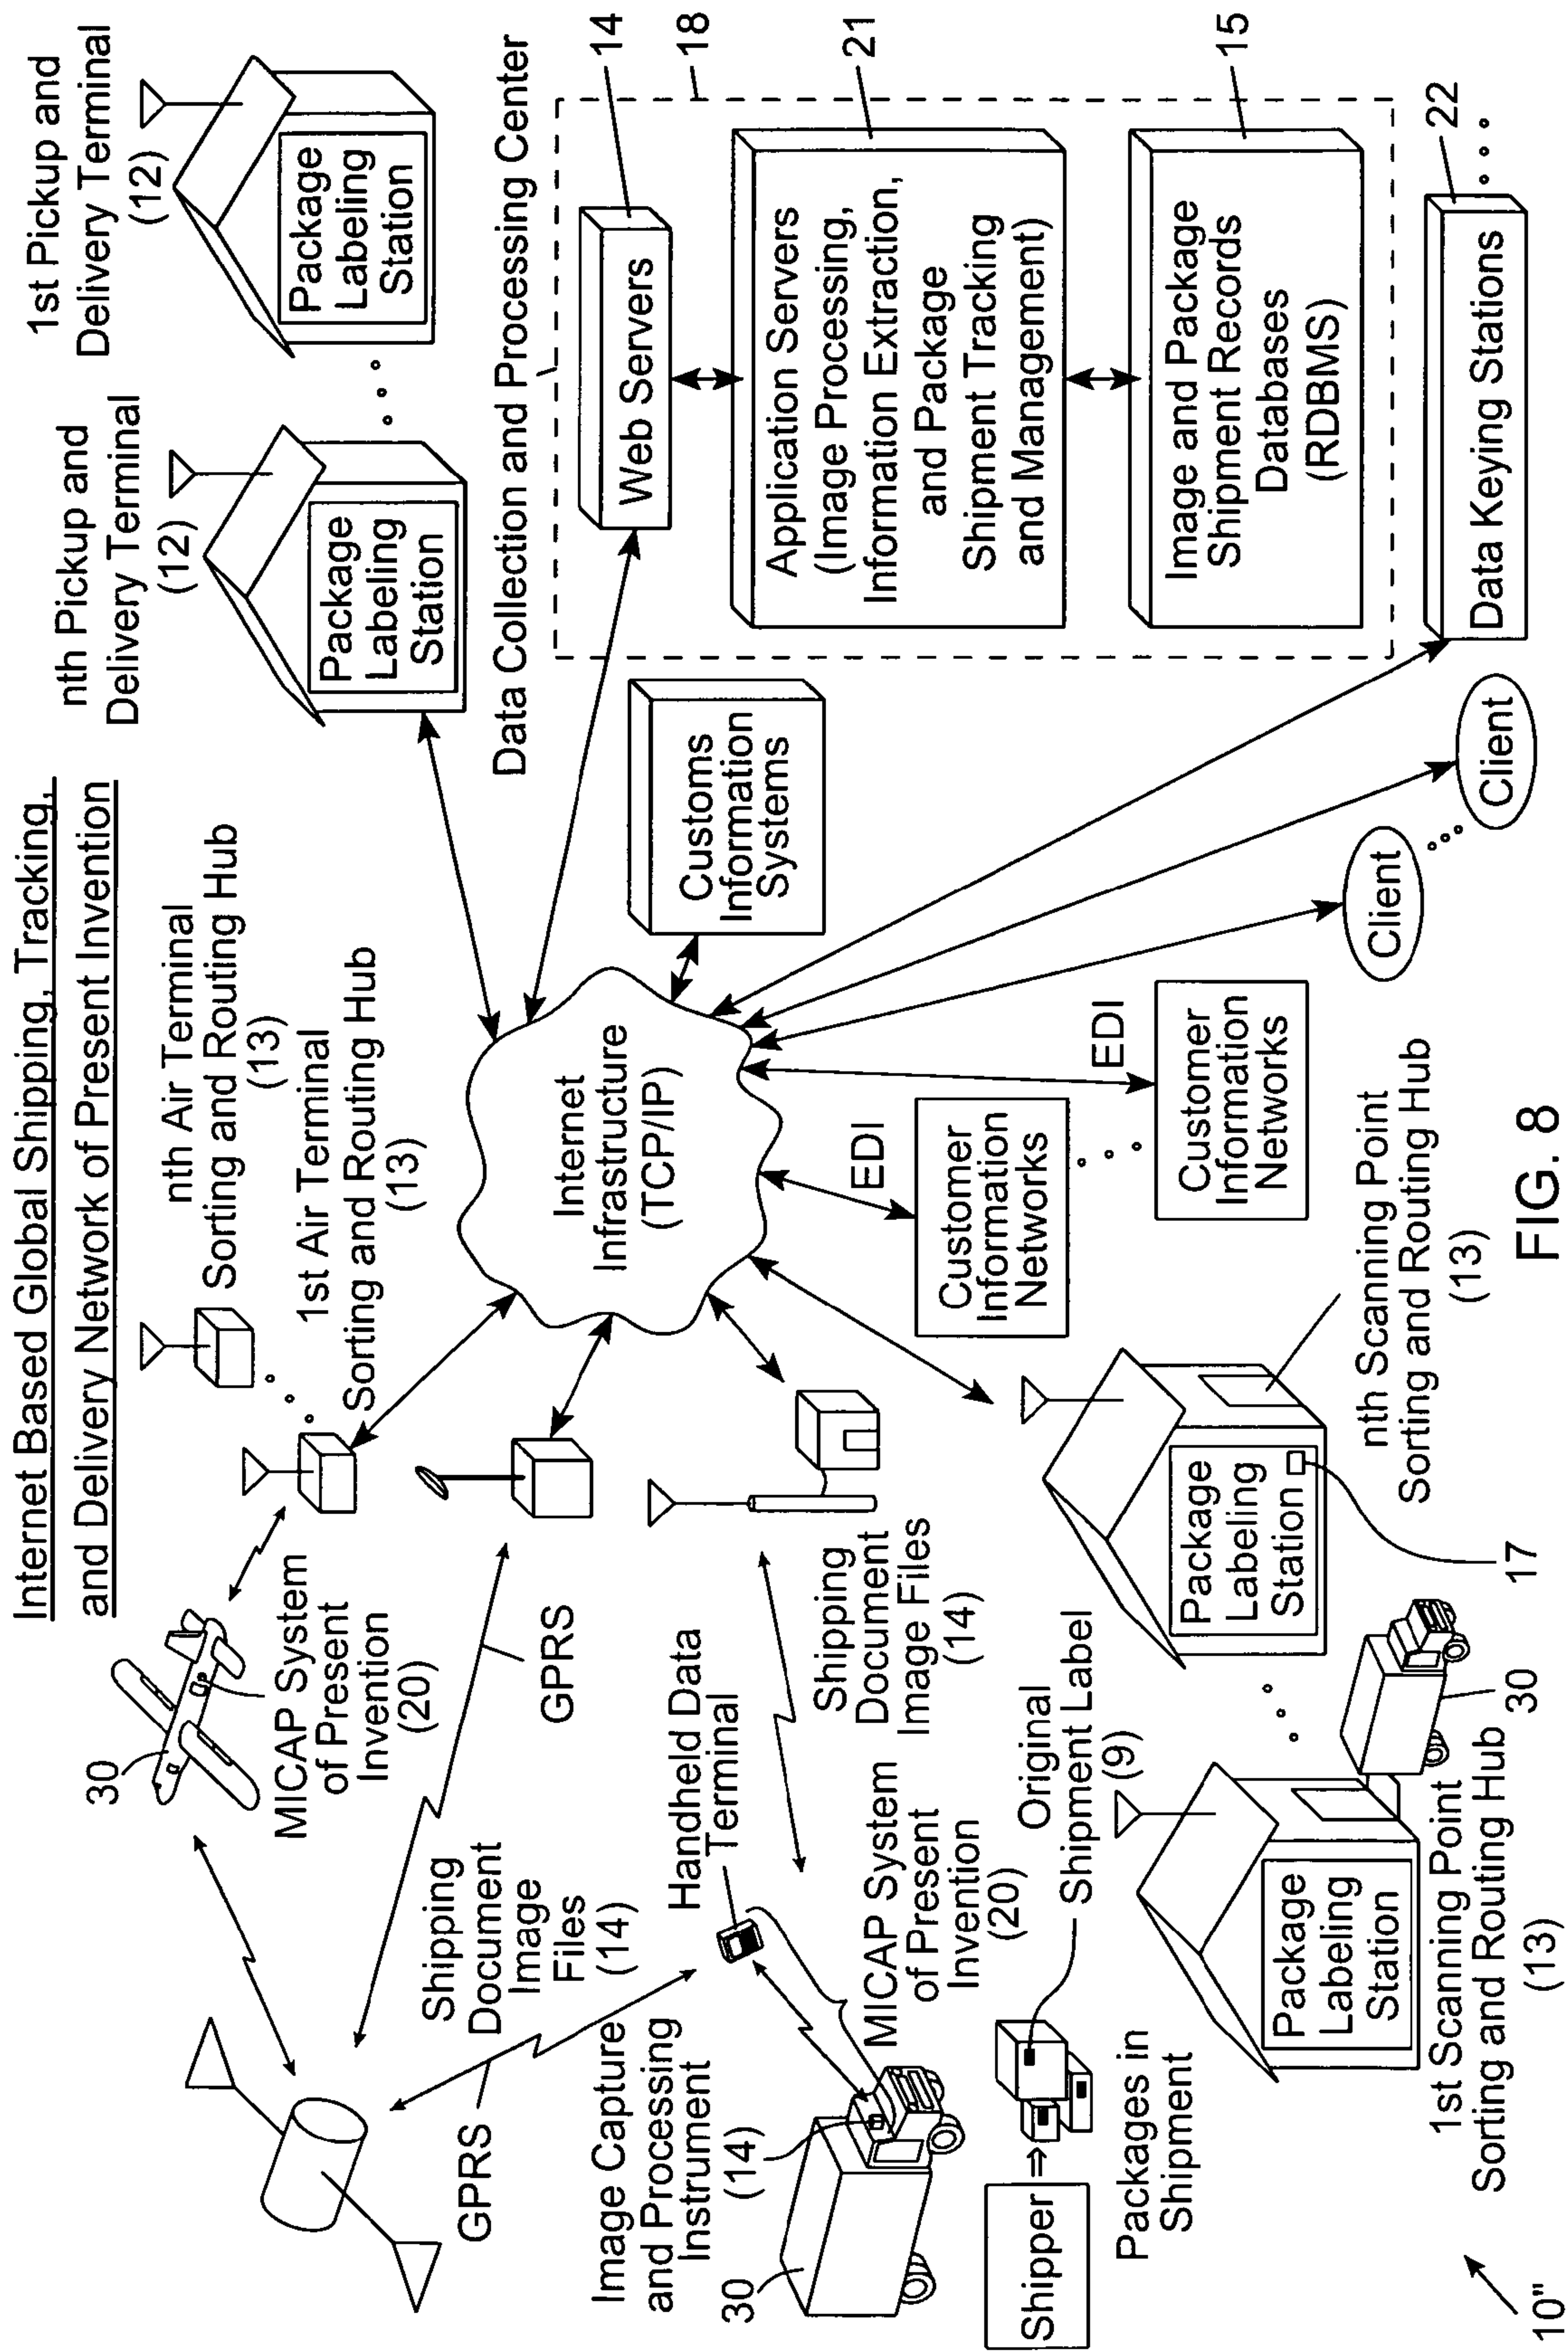 Internet Based Global Shipping, Tracking,
and Delivery Network of Present Invention
30
MICAP System
of Present
Invention
(20)
nth Air Terminal
Sorting and Routing Hub
(13)
1st Air Terminal
Sorting and Routing Hub
(13)
nth Pickup and
Delivery Terminal
(12)
Package
Labeling
Station
1st Pickup and
Delivery Terminal
(12)
Package
Labeling
Station
GPRS
Shipping
Document
Image
Files
(14)
GPRS
Handheld Data
Terminal
Image Capture
and Processing
Instrument
(14)
30
MICAP System
of Present
Invention
(20)
Shipping
Document
Image Files
(14)
Internet
Infrastructure
(TCP/IP)
Data Collection and Processing Center
Web Servers
14
18
Application Servers
(Image Processing,
Information Extraction,
and Package
Shipment Tracking
and Management)
21
Image and Package
Shipment Records
Databases
(RDBMS)
15
Data Keying Stations
22
Customs
Information
Systems
Client
Client
EDI
Customer
Information
Networks
EDI
Customer
Information
Networks
Shipper
Packages in
Shipment
Original
Shipment Label
(9)
Package
Labeling
Station
1st Scanning Point
Sorting and Routing Hub
(13)
30
Package
Labeling
Station
17
nth Scanning Point
Sorting and Routing Hub
(13)
10"
FIG. 8